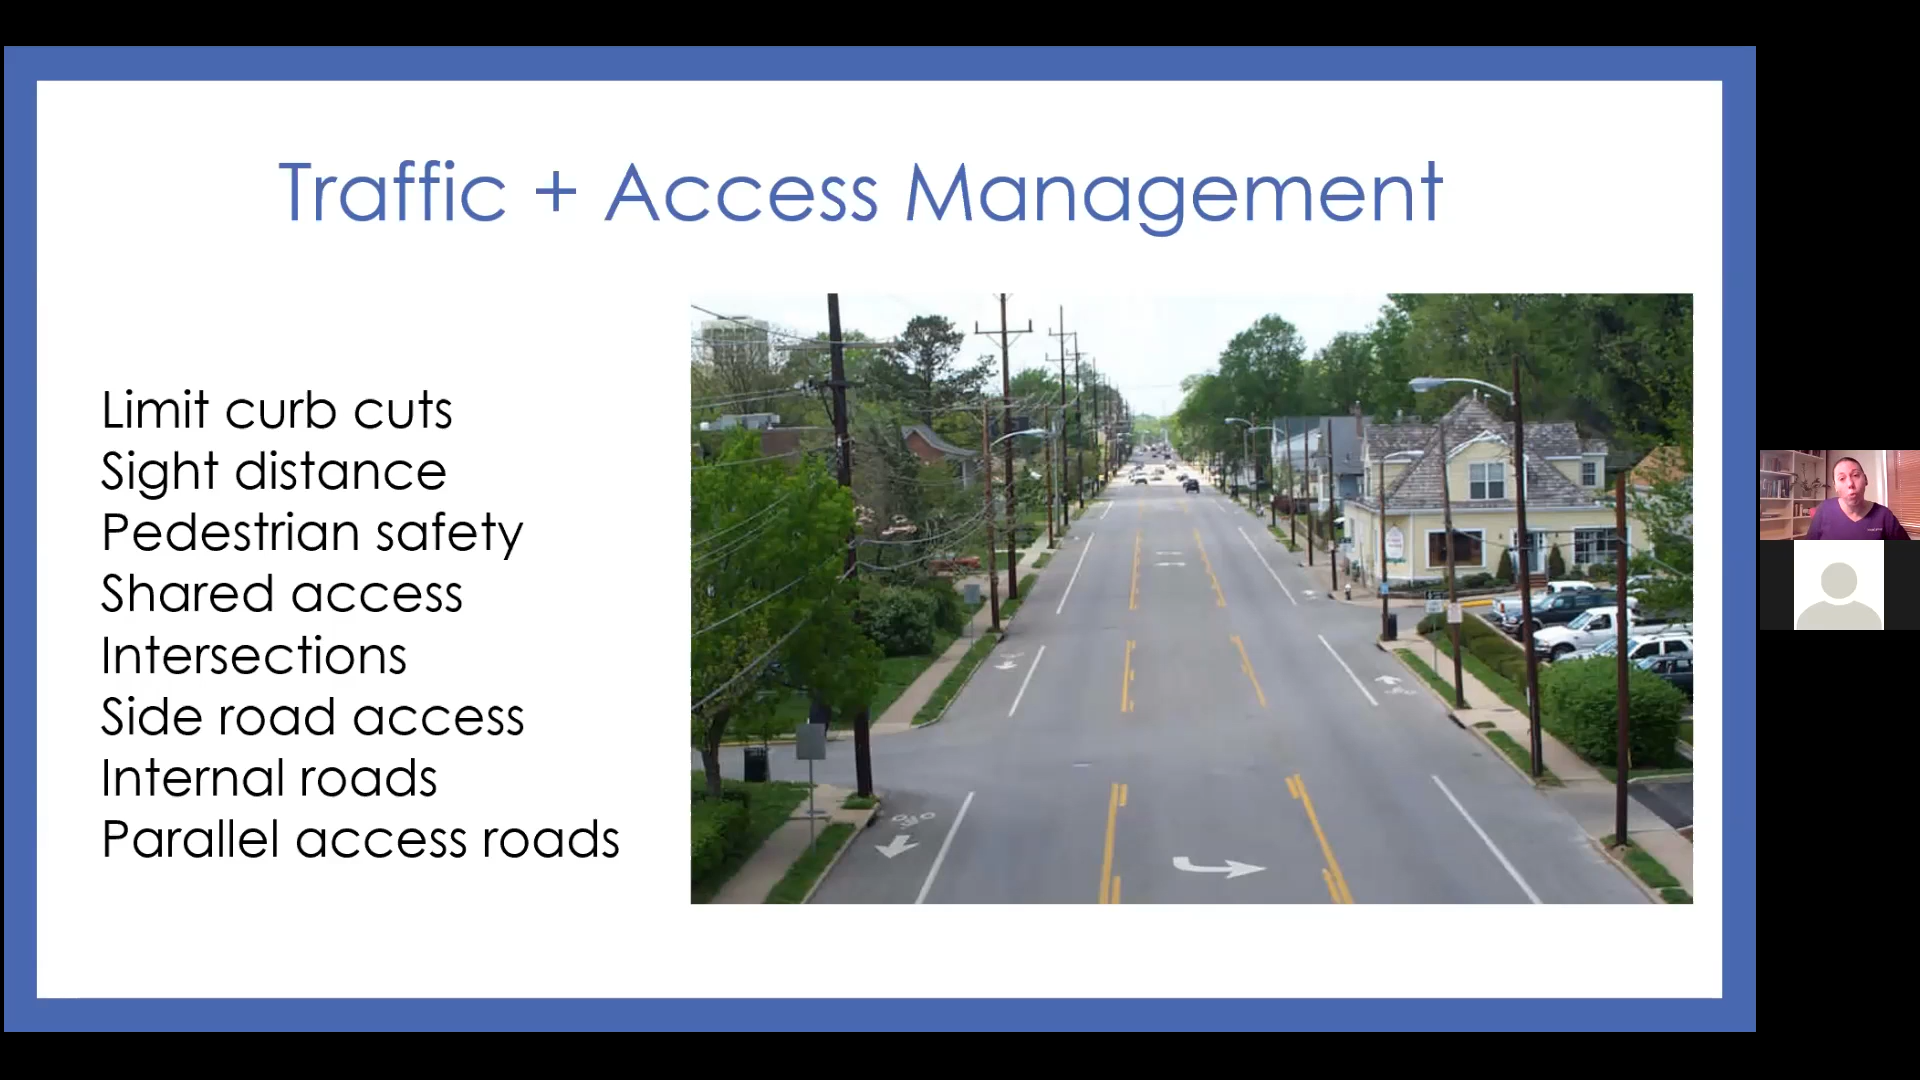 Traffic + Access Management
Limit curb cuts
Sight distance
Pedestrian safety
Shared access
Intersections
Side road access
Internal roads
Parallel access roads